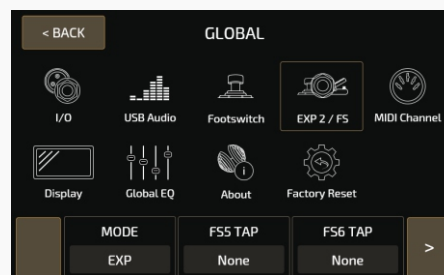 < BACK
GLOBAL
I/O
USB Audio
Footswitch
EXP 2 / FS
MIDI Channel
Display
Global EQ
About
Factory Reset
MODE
FS5 TAP
FS6 TAP
EXP
None
None
>